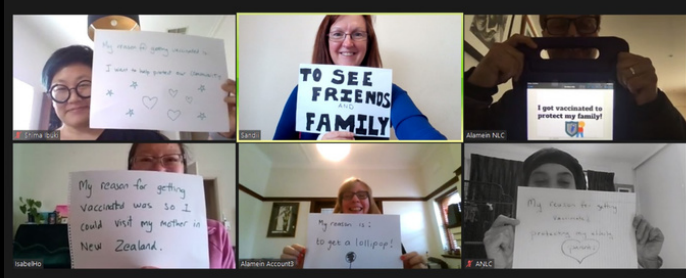 My reason for getting vaccinated is
I want to help protect our community
Shima Ibuki
TO SEE
FRIENDS
AND
FAMILY
Sandi
I got vaccinated to
protect my family!
Alamein NLC
My reason for getting
vaccinated was so I
could visit my mother in
New Zealand.
IsabelHo
My reason is:
to get a lollipop!
Alamein Account3
My reason for getting
vaccinated:
protecting my family
ANLC